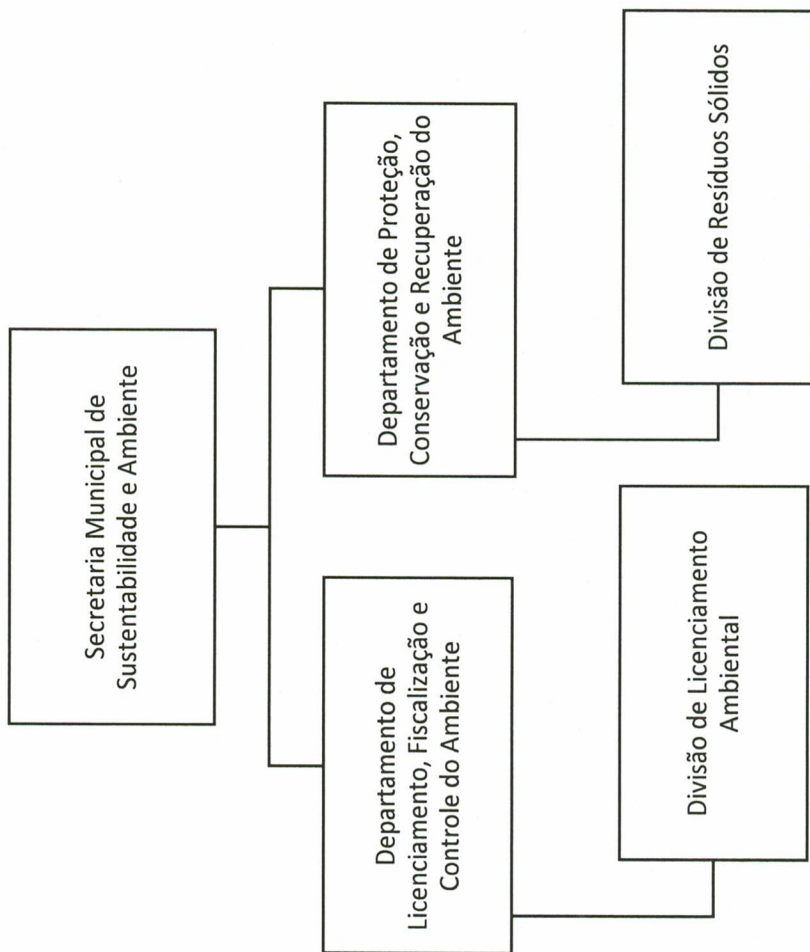 Secretaria Municipal de
Sustentabilidade e Ambiente
Departamento de
Licenciamento, Fiscalização e
Controle do Ambiente
Departamento de Proteção,
Conservação e Recuperação do
Ambiente
Divisão de Licenciamento
Ambiental
Divisão de Resíduos Sólidos